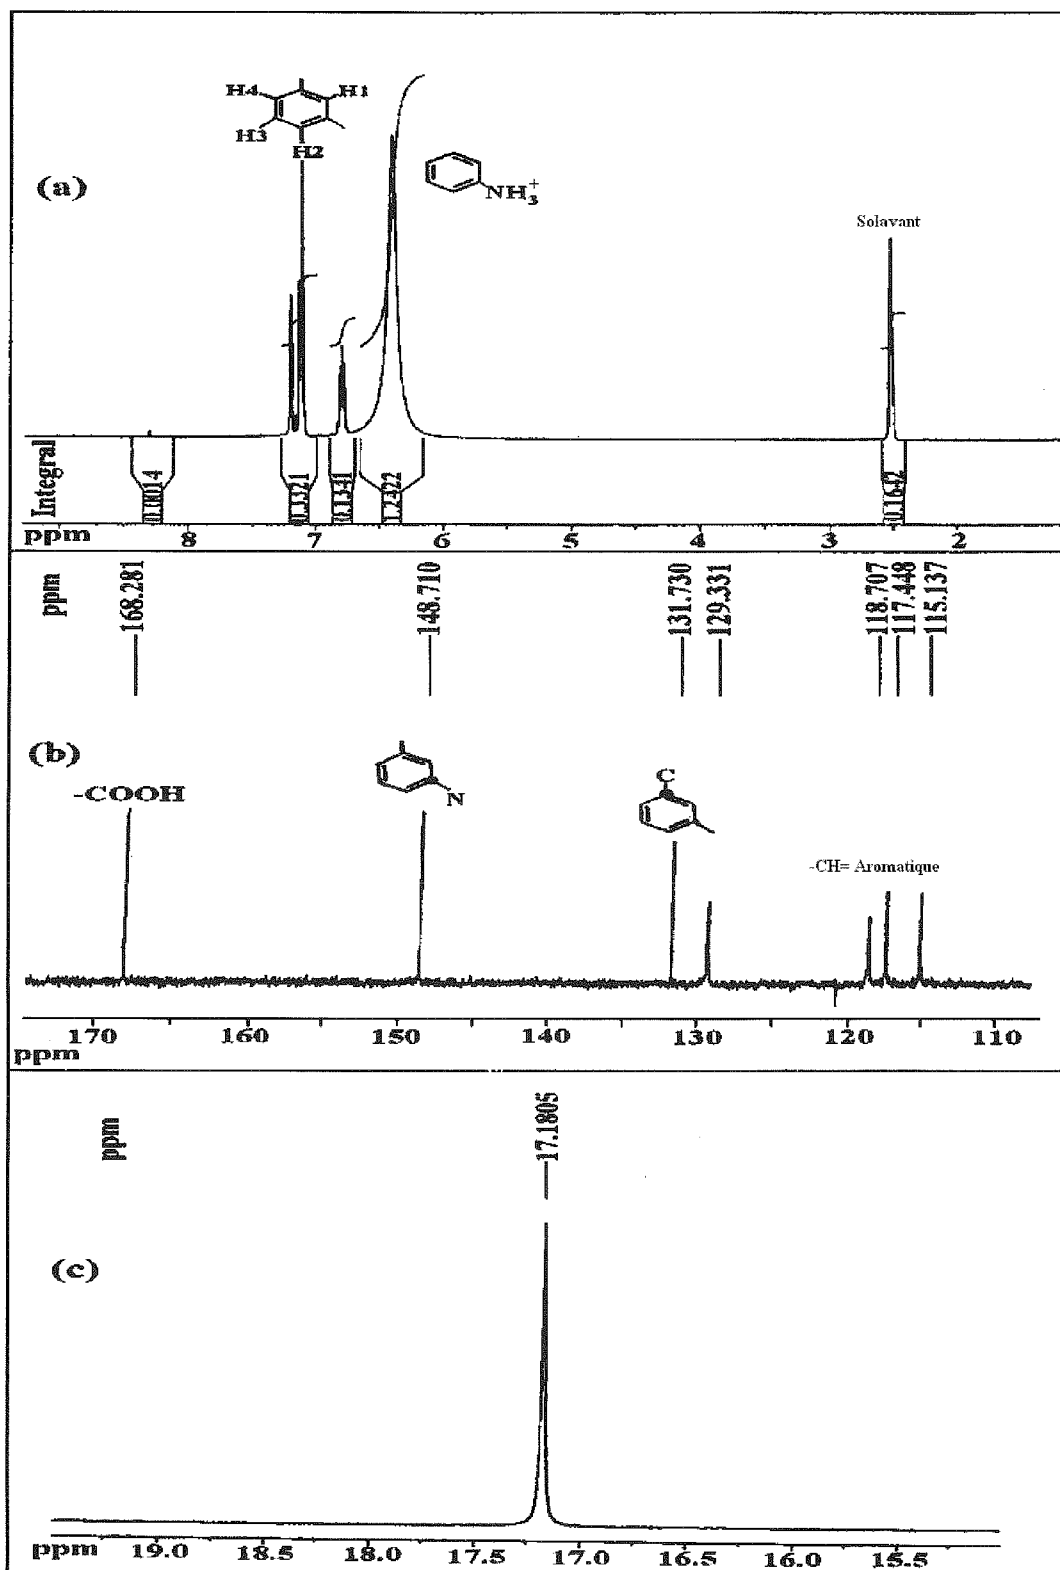 H4 H1
H3
H2
(a)
NH₃⁺
Solavant
Integral
0.0014
0.3321
0.1341
1.2422
0.1642
ppm 8 7 6 5 4 3 2
ppm
168.281
148.710
131.730
129.331
118.707
117.448
115.137
(b)
-COOH
N
C
-CH= Aromatique
170 160 150 140 130 120 110
ppm
ppm
17.1805
(c)
ppm 19.0 18.5 18.0 17.5 17.0 16.5 16.0 15.5